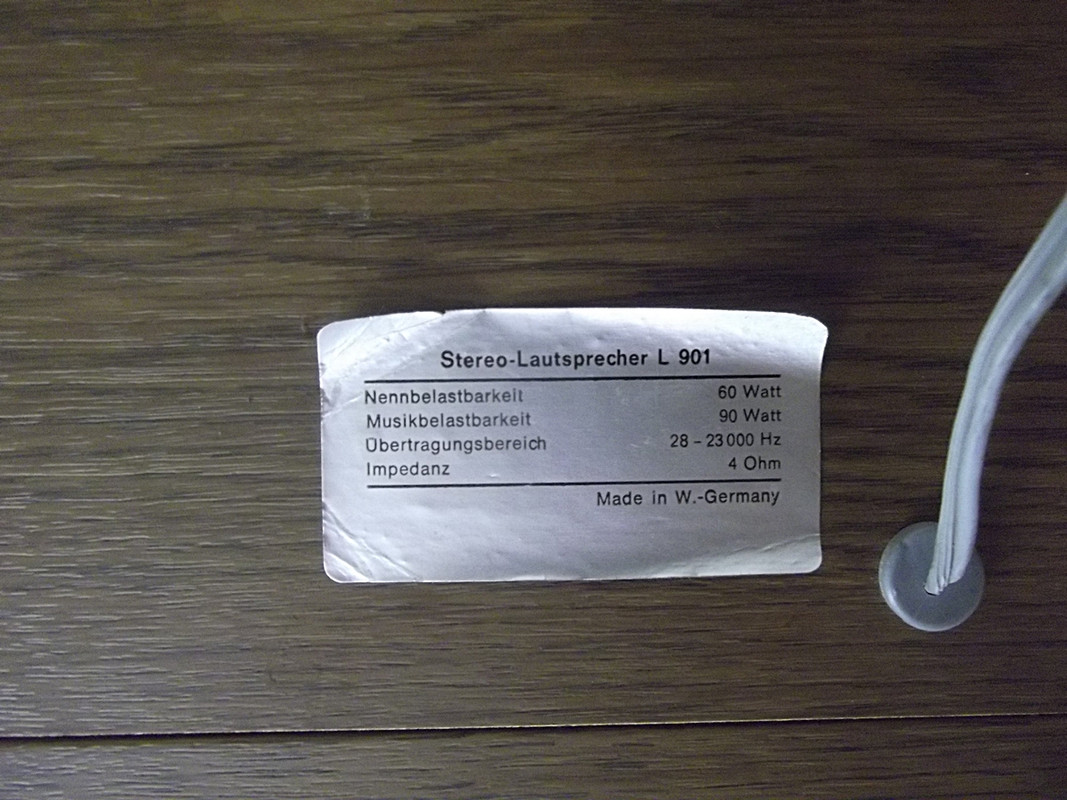 Stereo-Lautsprecher L 901
Nennbelastbarkeit 60 Watt
Musikbelastbarkeit 90 Watt
Übertragungsbereich 28 – 23 000 Hz
Impedanz 4 Ohm
Made in W.-Germany